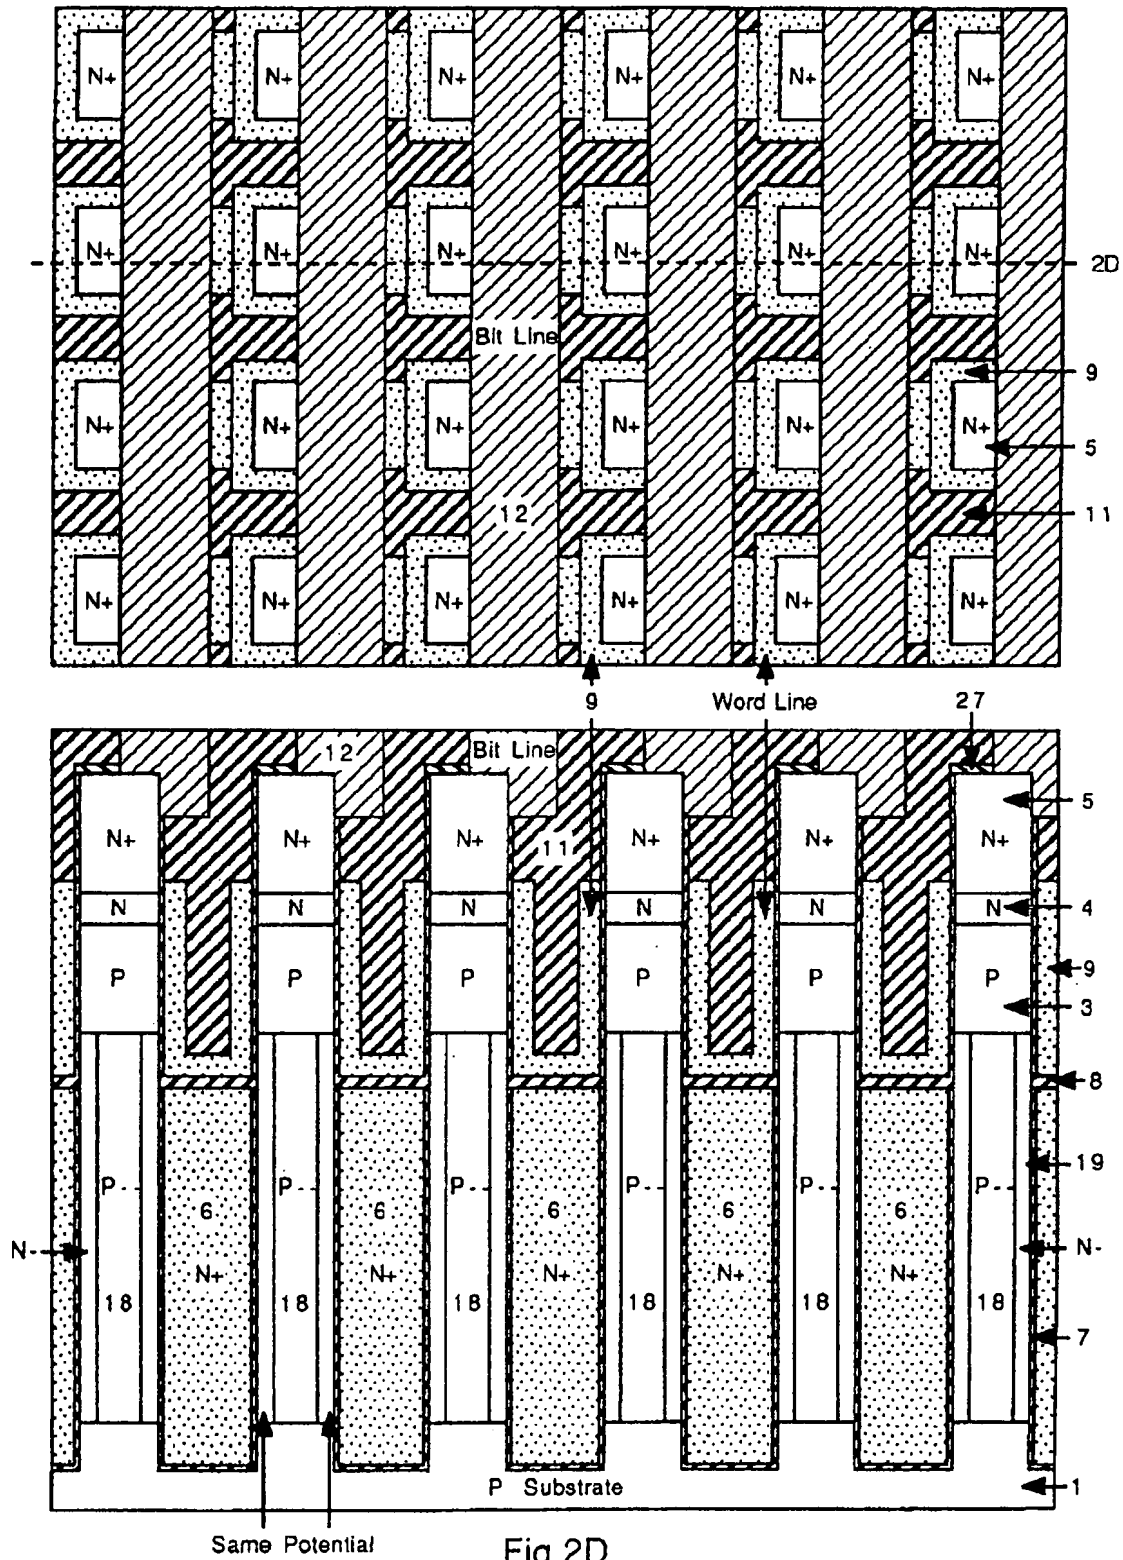 N+ N+ N+ N+ N+ N+
N+ N+ N+ N+ N+ N+
2D
Bit Line
9
N+ N+ N+ N+ N+ N+
5
12
11
N+ N+ N+ N+ N+ N+
9 Word Line 27
12 Bit Line
5
N+ N+ N+ N+ N+ N+
11
N N N N N N 4
P P P P P P
9
3
8
19
P-- P-- P-- P-- P-- P--
6 6 6 6 6
N- N-
N+ N+ N+ N+ N+
18 18 18 18 18 18
7
P Substrate 1
Same Potential
Fig 2D